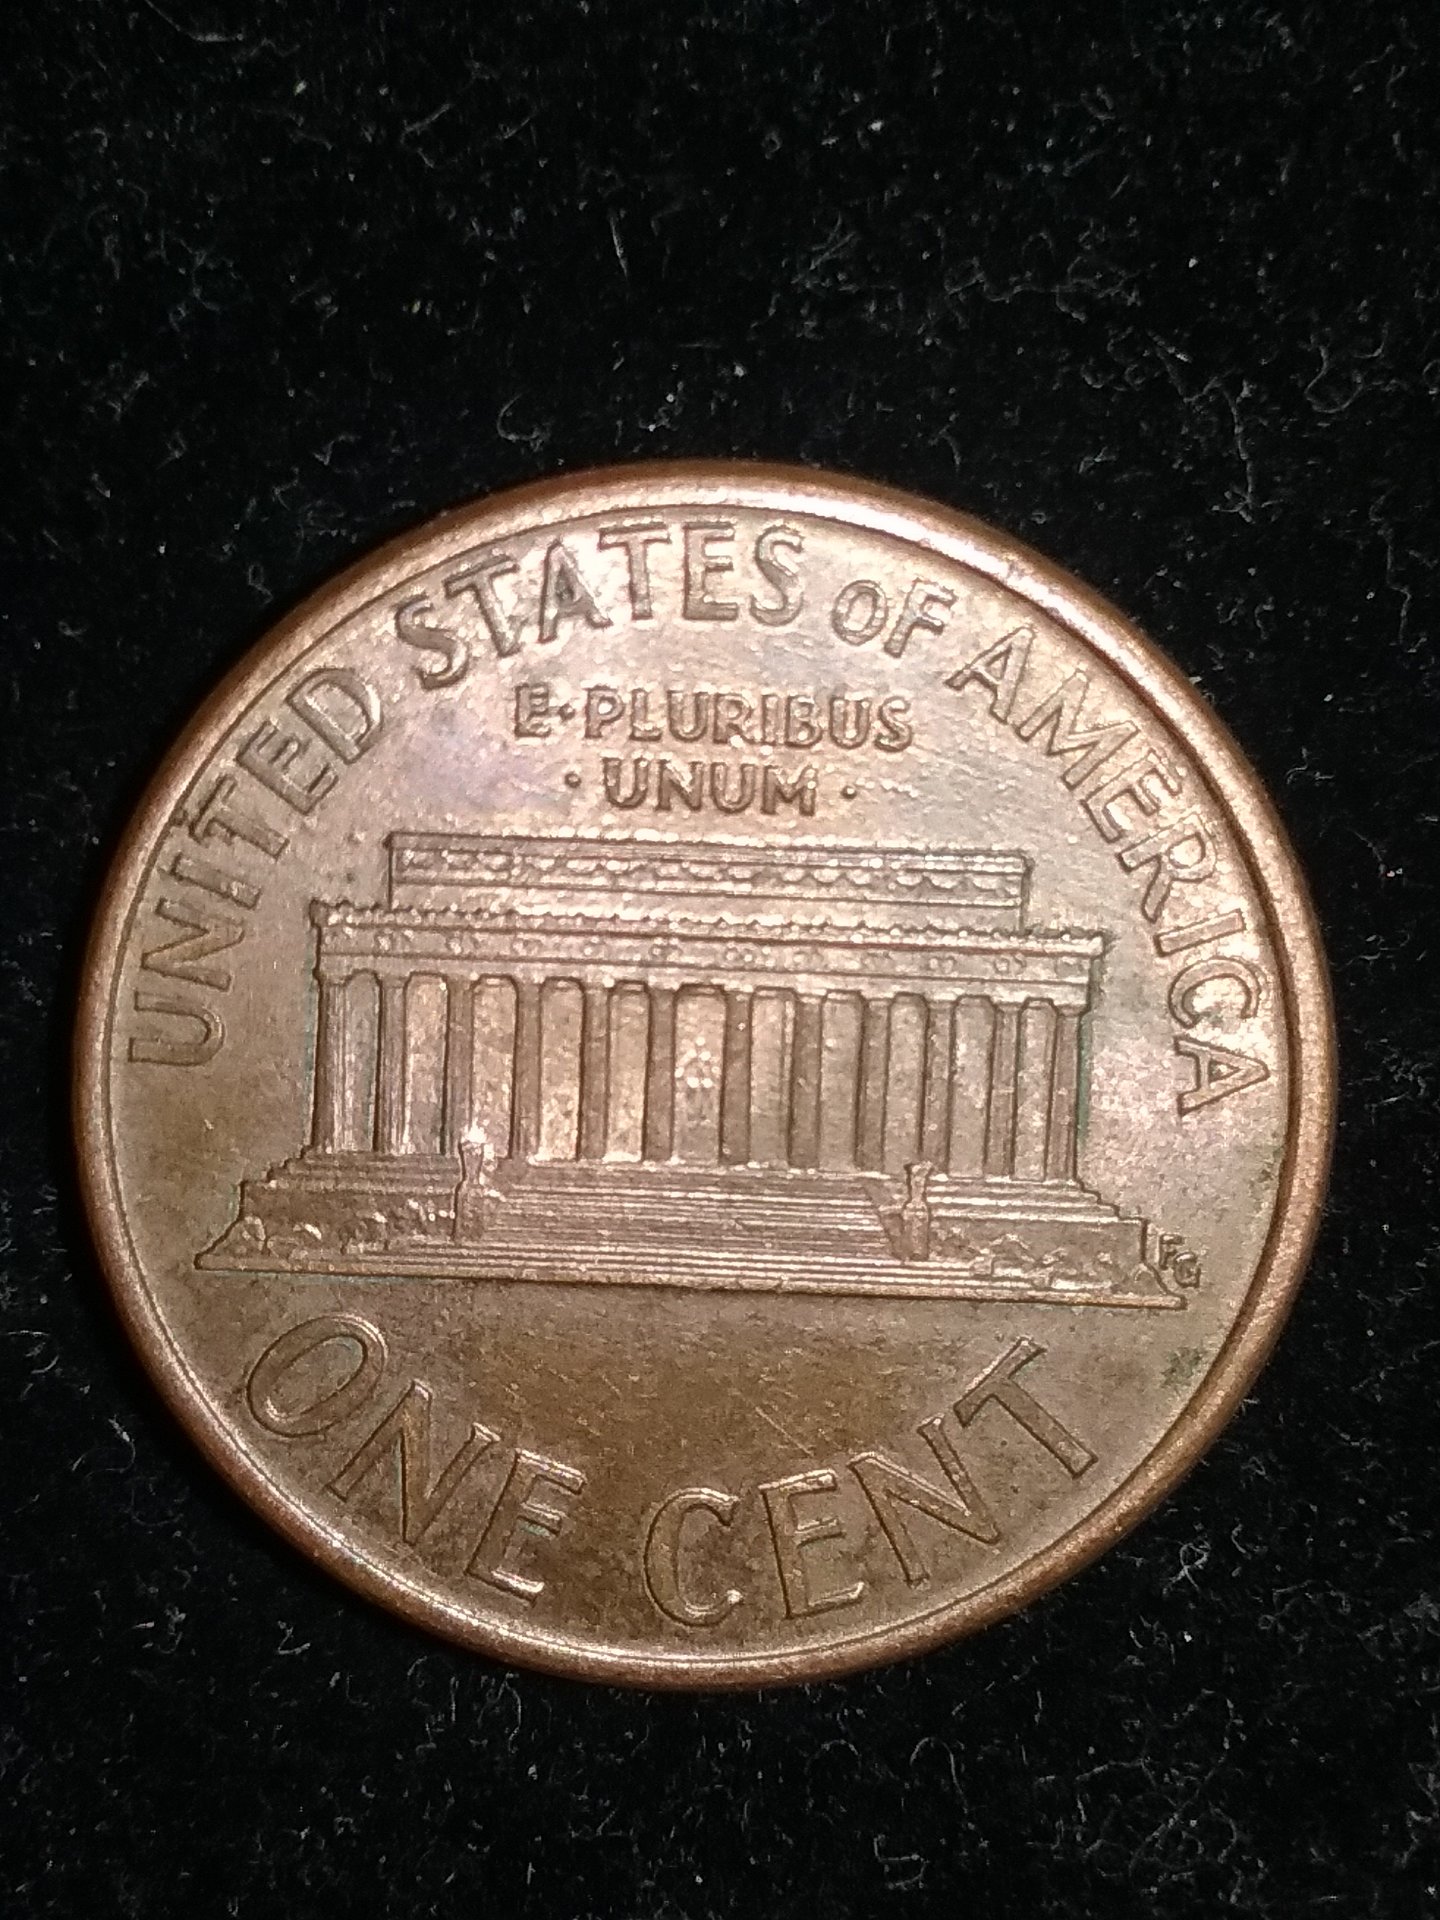 UNITED STATES OF AMERICA
E·PLURIBUS
·UNUM·
FG
ONE CENT